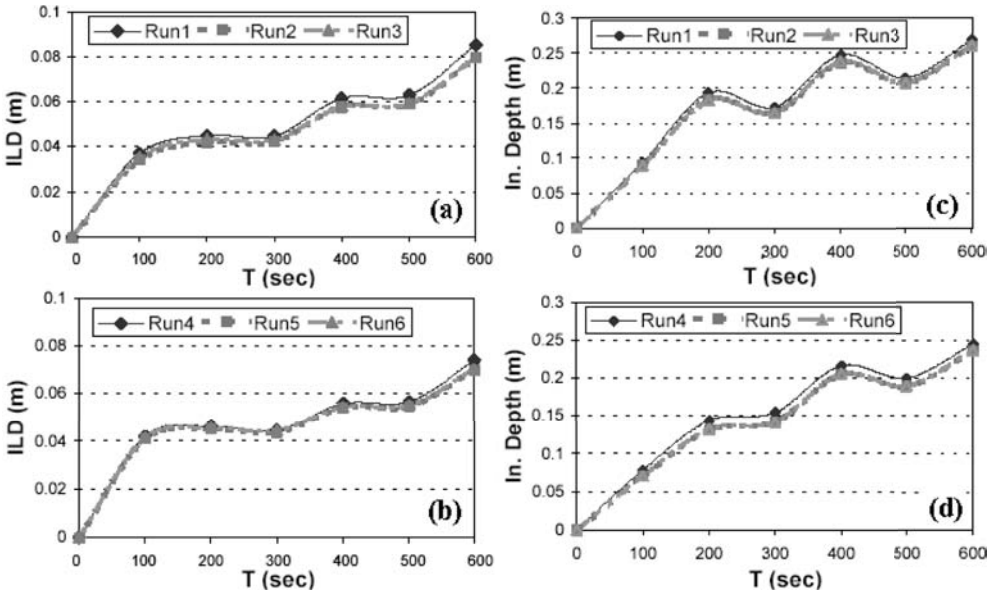 0.1
Run1 Run2 Run3
0.08
0.06
0.04
0.02
0
ILD (m)
(a)
0 100 200 300 400 500 600
T (sec)
0.3
Run1 Run2 Run3
0.25
0.2
0.15
0.1
0.05
0
In. Depth (m)
(c)
0 100 200 300 400 500 600
T (sec)
0.1
Run4 Run5 Run6
0.08
0.06
0.04
0.02
0
ILD (m)
(b)
0 100 200 300 400 500 600
T (sec)
0.3
Run4 Run5 Run6
0.25
0.2
0.15
0.1
0.05
0
In. Depth (m)
(d)
0 100 200 300 400 500 600
T (sec)